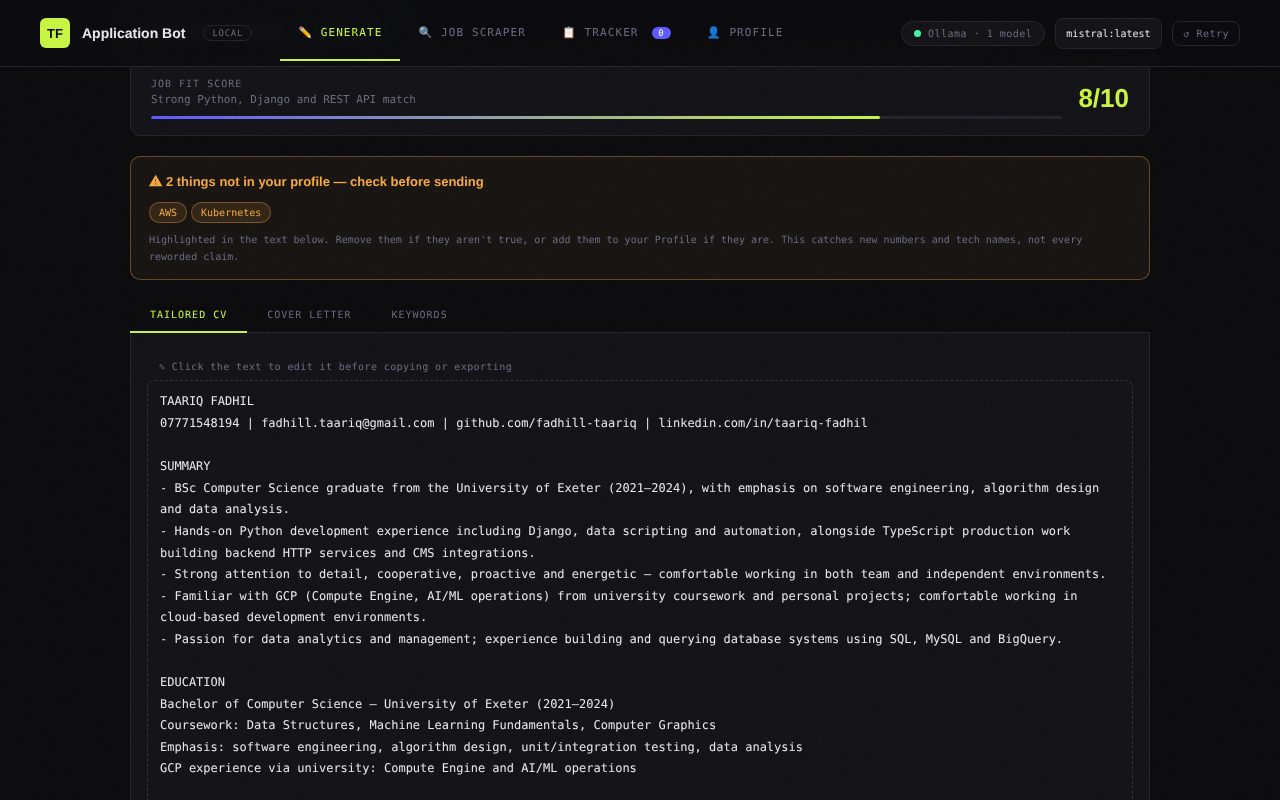 TF Application Bot LOCAL ✏️ GENERATE 🔍 JOB SCRAPER 📋 TRACKER 0 👤 PROFILE Ollama · 1 model mistral:latest ↺ Retry
JOB FIT SCORE
Strong Python, Django and REST API match
8/10
⚠ 2 things not in your profile — check before sending
AWS Kubernetes
Highlighted in the text below. Remove them if they aren't true, or add them to your Profile if they are. This catches new numbers and tech names, not every
reworded claim.
TAILORED CV COVER LETTER KEYWORDS
✎ Click the text to edit it before copying or exporting
TAARIQ FADHIL
07771548194 | fadhill.taariq@gmail.com | github.com/fadhill-taariq | linkedin.com/in/taariq-fadhil
SUMMARY
- BSc Computer Science graduate from the University of Exeter (2021–2024), with emphasis on software engineering, algorithm design
and data analysis.
- Hands-on Python development experience including Django, data scripting and automation, alongside TypeScript production work
building backend HTTP services and CMS integrations.
- Strong attention to detail, cooperative, proactive and energetic — comfortable working in both team and independent environments.
- Familiar with GCP (Compute Engine, AI/ML operations) from university coursework and personal projects; comfortable working in
cloud-based development environments.
- Passion for data analytics and management; experience building and querying database systems using SQL, MySQL and BigQuery.
EDUCATION
Bachelor of Computer Science — University of Exeter (2021–2024)
Coursework: Data Structures, Machine Learning Fundamentals, Computer Graphics
Emphasis: software engineering, algorithm design, unit/integration testing, data analysis
GCP experience via university: Compute Engine and AI/ML operations